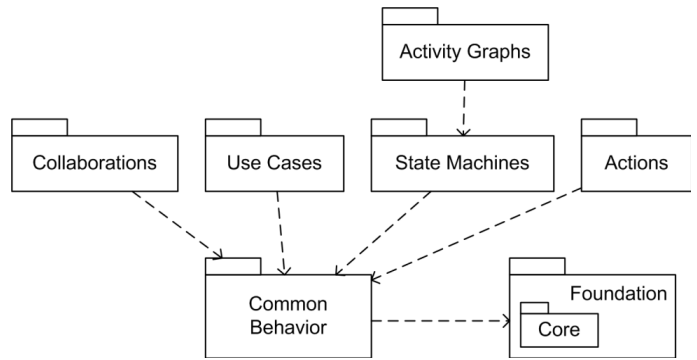 Activity Graphs
Collaborations
Use Cases
State Machines
Actions
Common
Behavior
Foundation
Core